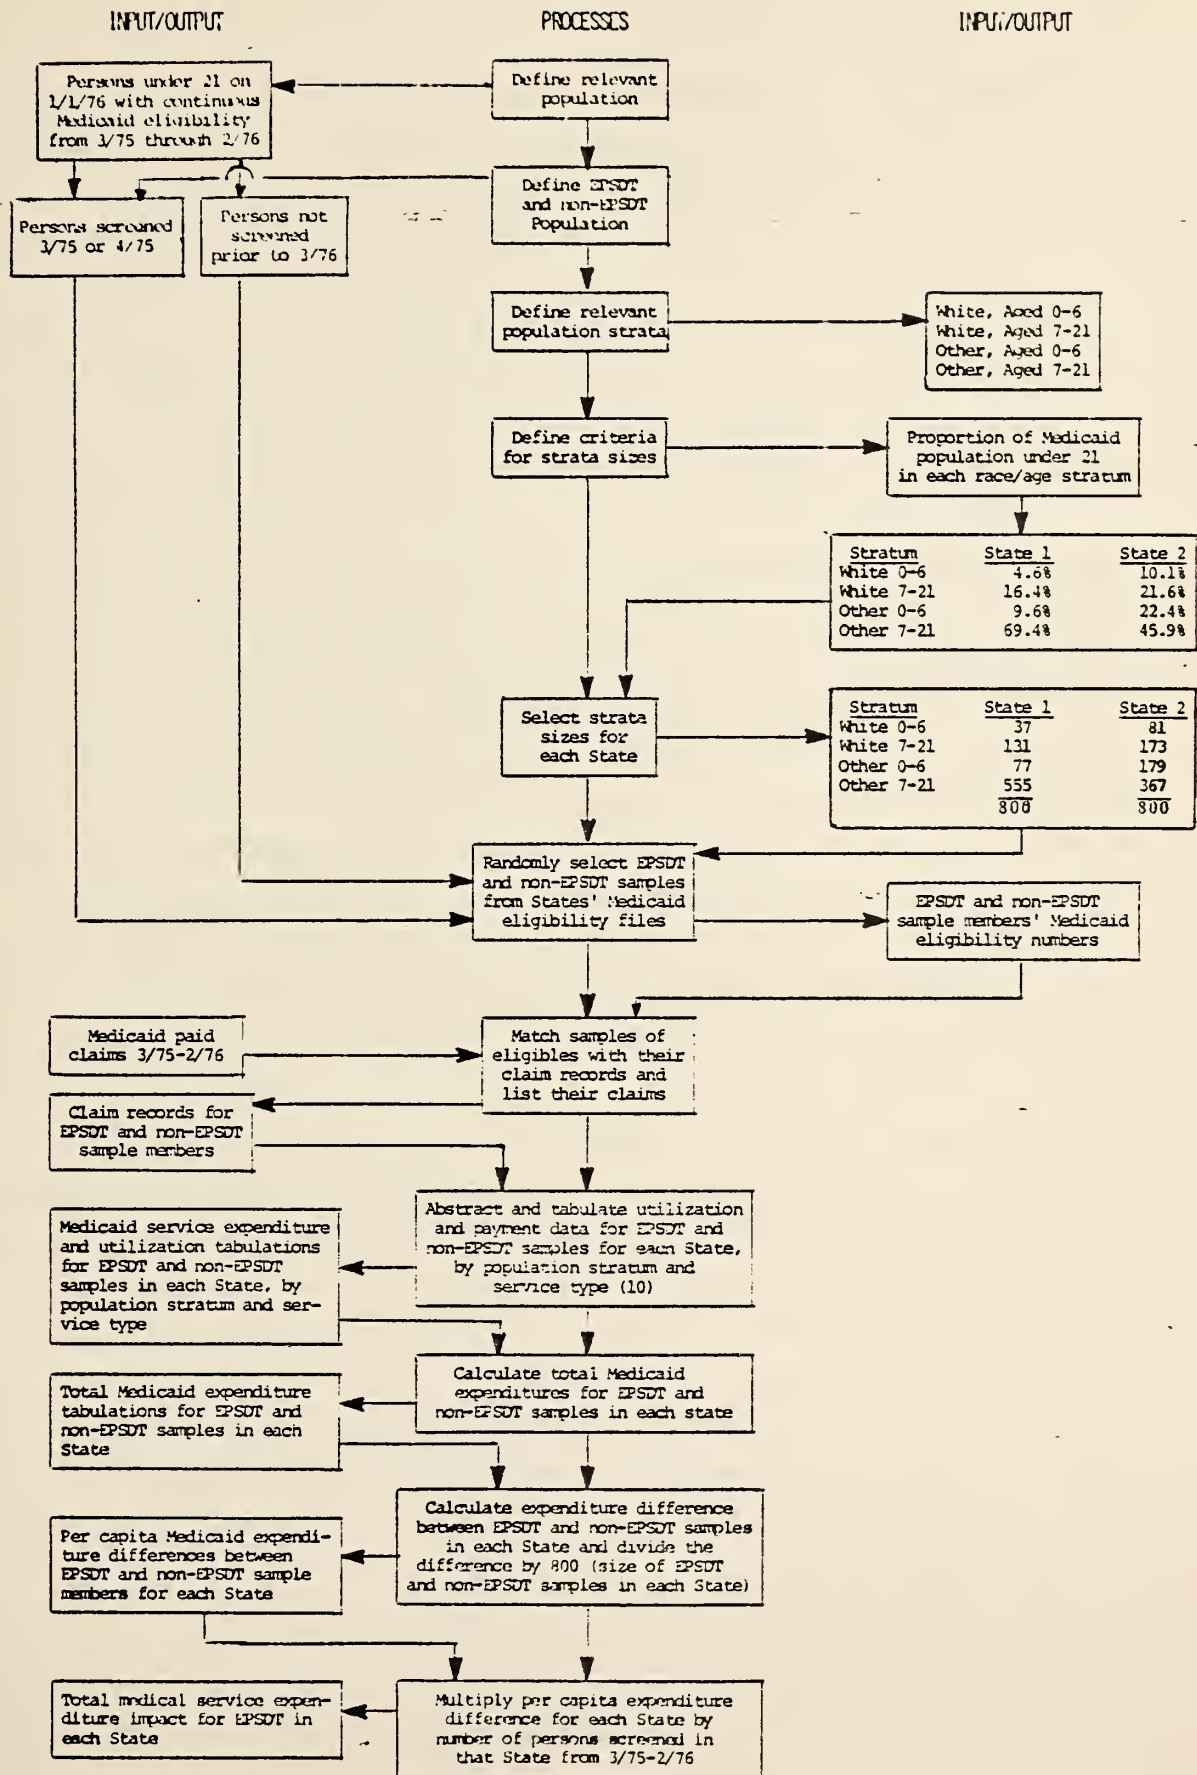 INPUT/OUTPUT
PROCESSES
INPUT/OUTPUT
Persons under 21 on
1/1/76 with continuous
Medicaid eligibility
from 3/75 through 2/76
Define relevant
population
Persons screened
3/75 or 4/75
Persons not
screened
prior to 3/76
Define EPSDT
and non-EPSDT
Population
Define relevant
population strata
White, Aged 0-6
White, Aged 7-21
Other, Aged 0-6
Other, Aged 7-21
Define criteria
for strata sizes
Proportion of Medicaid
population under 21
in each race/age stratum
Stratum State 1 State 2
White 0-6 4.6% 10.1%
White 7-21 16.4% 21.6%
Other 0-6 9.6% 22.4%
Other 7-21 69.4% 45.9%
Select strata
sizes for
each State
Stratum State 1 State 2
White 0-6 37 81
White 7-21 131 173
Other 0-6 77 179
Other 7-21 555 367
800 800
Randomly select EPSDT
and non-EPSDT samples
from States' Medicaid
eligibility files
EPSDT and non-EPSDT
sample members' Medicaid
eligibility numbers
Medicaid paid
claims 3/75-2/76
Match samples of
eligibles with their
claim records and
list their claims
Claim records for
EPSDT and non-EPSDT
sample members
Abstract and tabulate utilization
and payment data for EPSDT and
non-EPSDT samples for each State,
by population stratum and
service type (10)
Medicaid service expenditure
and utilization tabulations
for EPSDT and non-EPSDT
samples in each State, by
population stratum and ser-
vice type
Calculate total Medicaid
expenditures for EPSDT and
non-EPSDT samples in each state
Total Medicaid expenditure
tabulations for EPSDT and
non-EPSDT samples in each
State
Calculate expenditure difference
between EPSDT and non-EPSDT samples
in each State and divide the
difference by 800 (size of EPSDT
and non-EPSDT samples in each State)
Per capita Medicaid expendi-
ture differences between
EPSDT and non-EPSDT sample
members for each State
Total medical service expen-
diture impact for EPSDT in
each State
Multiply per capita expenditure
difference for each State by
number of persons screened in
that State from 3/75-2/76